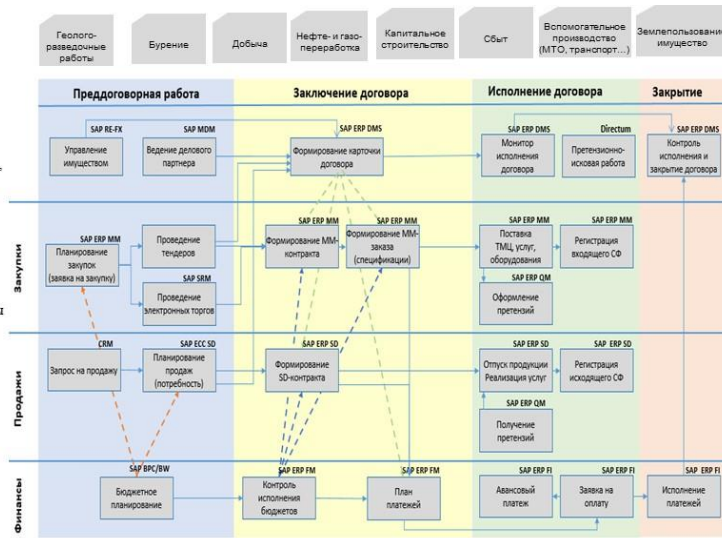 Геолого-
разведочные
работы
Бурение
Добыча
Нефте- и газо-
переработка
Капитальное
строительство
Сбыт
Вспомогательное
производство
(МТО, транспорт...)
Землепользование
имущество
Преддоговорная работа
Заключение договора
Исполнение договора
Закрытие
SAP RE-FX
Управление
имуществом
SAP MDM
Ведение делового
партнера
SAP ERP DMS
Формирование карточки
договора
SAP ERP DMS
Монитор
исполнения
договора
Directum
Претензионно-
исковая работа
SAP ERP DMS
Контроль
исполнения и
закрытие договора
Закупки
SAP ERP MM
Планирование
закупок
(заявка на закупку)
Проведение
тендеров
SAP SRM
Проведение
электронных торгов
SAP ERP MM
Формирование ММ-
контракта
SAP ERP MM
Формирование ММ-
заказа
(спецификации)
SAP ERP MM
Поставка
ТМЦ, услуг,
оборудования
SAP ERP MM
Регистрация
входящего СФ
SAP ERP QM
Оформление
претензий
Продажи
CRM
Запрос на продажу
SAP ECC SD
Планирование
продаж
(потребность)
SAP ERP SD
Формирование
SD-контракта
SAP ERP SD
Отпуск продукции
Реализация услуг
SAP ERP SD
Регистрация
исходящего СФ
SAP ERP QM
Получение
претензий
Финансы
SAP BPC/BW
Бюджетное
планирование
SAP ERP FM
Контроль
исполнения
бюджетов
SAP ERP FM
План
платежей
SAP ERP FI
Авансовый
платеж
SAP ERP FI
Заявка на
оплату
SAP ERP FI
Исполнение
платежей